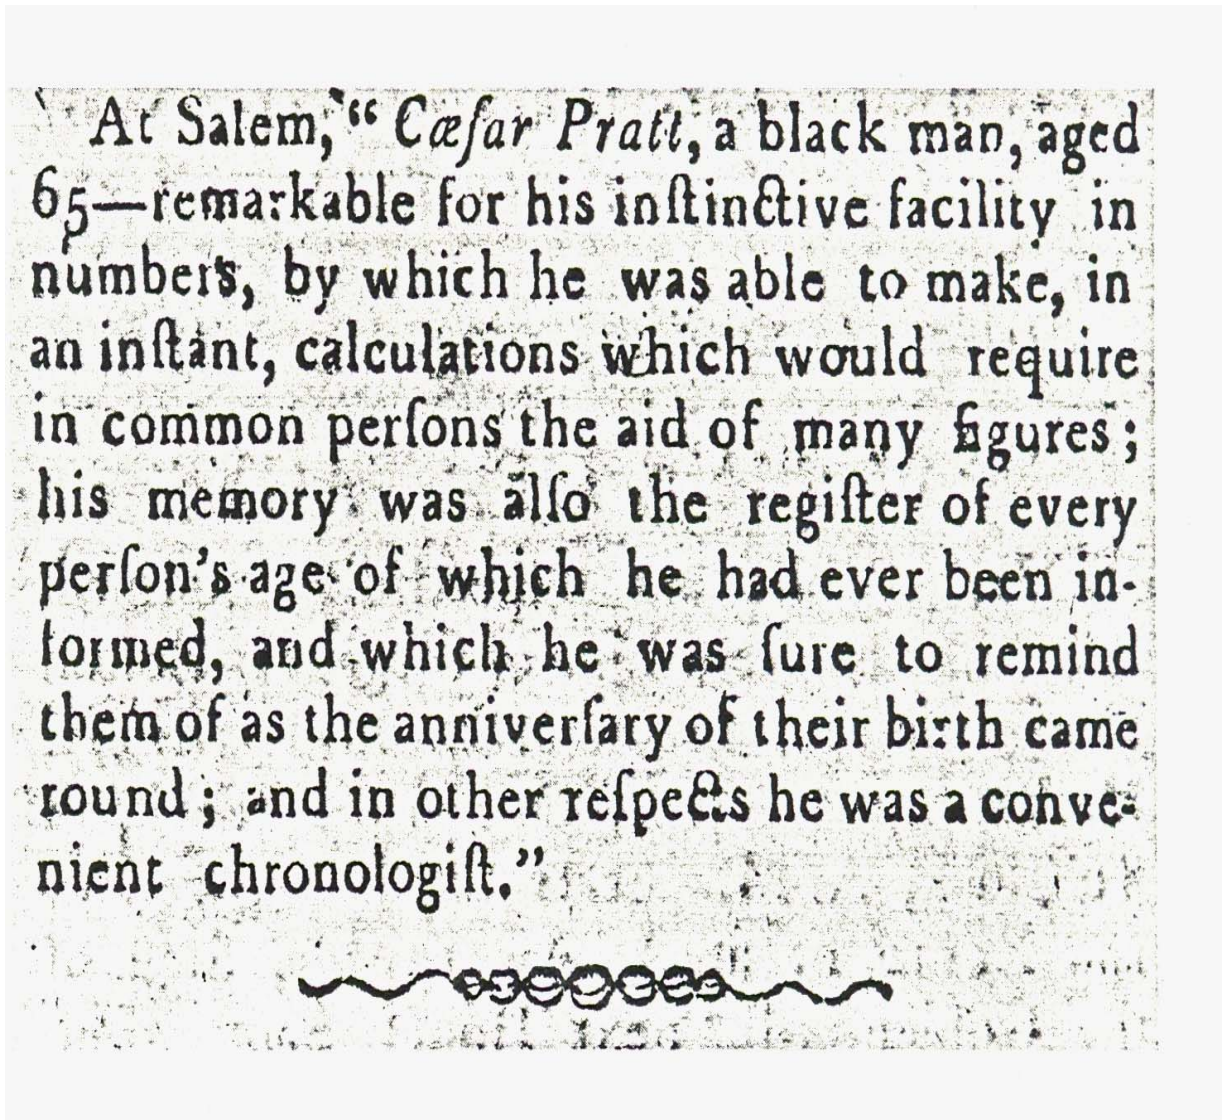 At Salem, “ Cæſar Pratt, a black man, aged
65—remarkable for his inſtinctive facility in
numbers, by which he was able to make, in
an inſtant, calculations which would require
in common perſons the aid of many figures ;
his memory was alſo the regiſter of every
perſon’s age of which he had ever been in-
formed, and which he was ſure to remind
them of as the anniverſary of their birth came
round ; and in other reſpects he was a conve-
nient chronologiſt.”